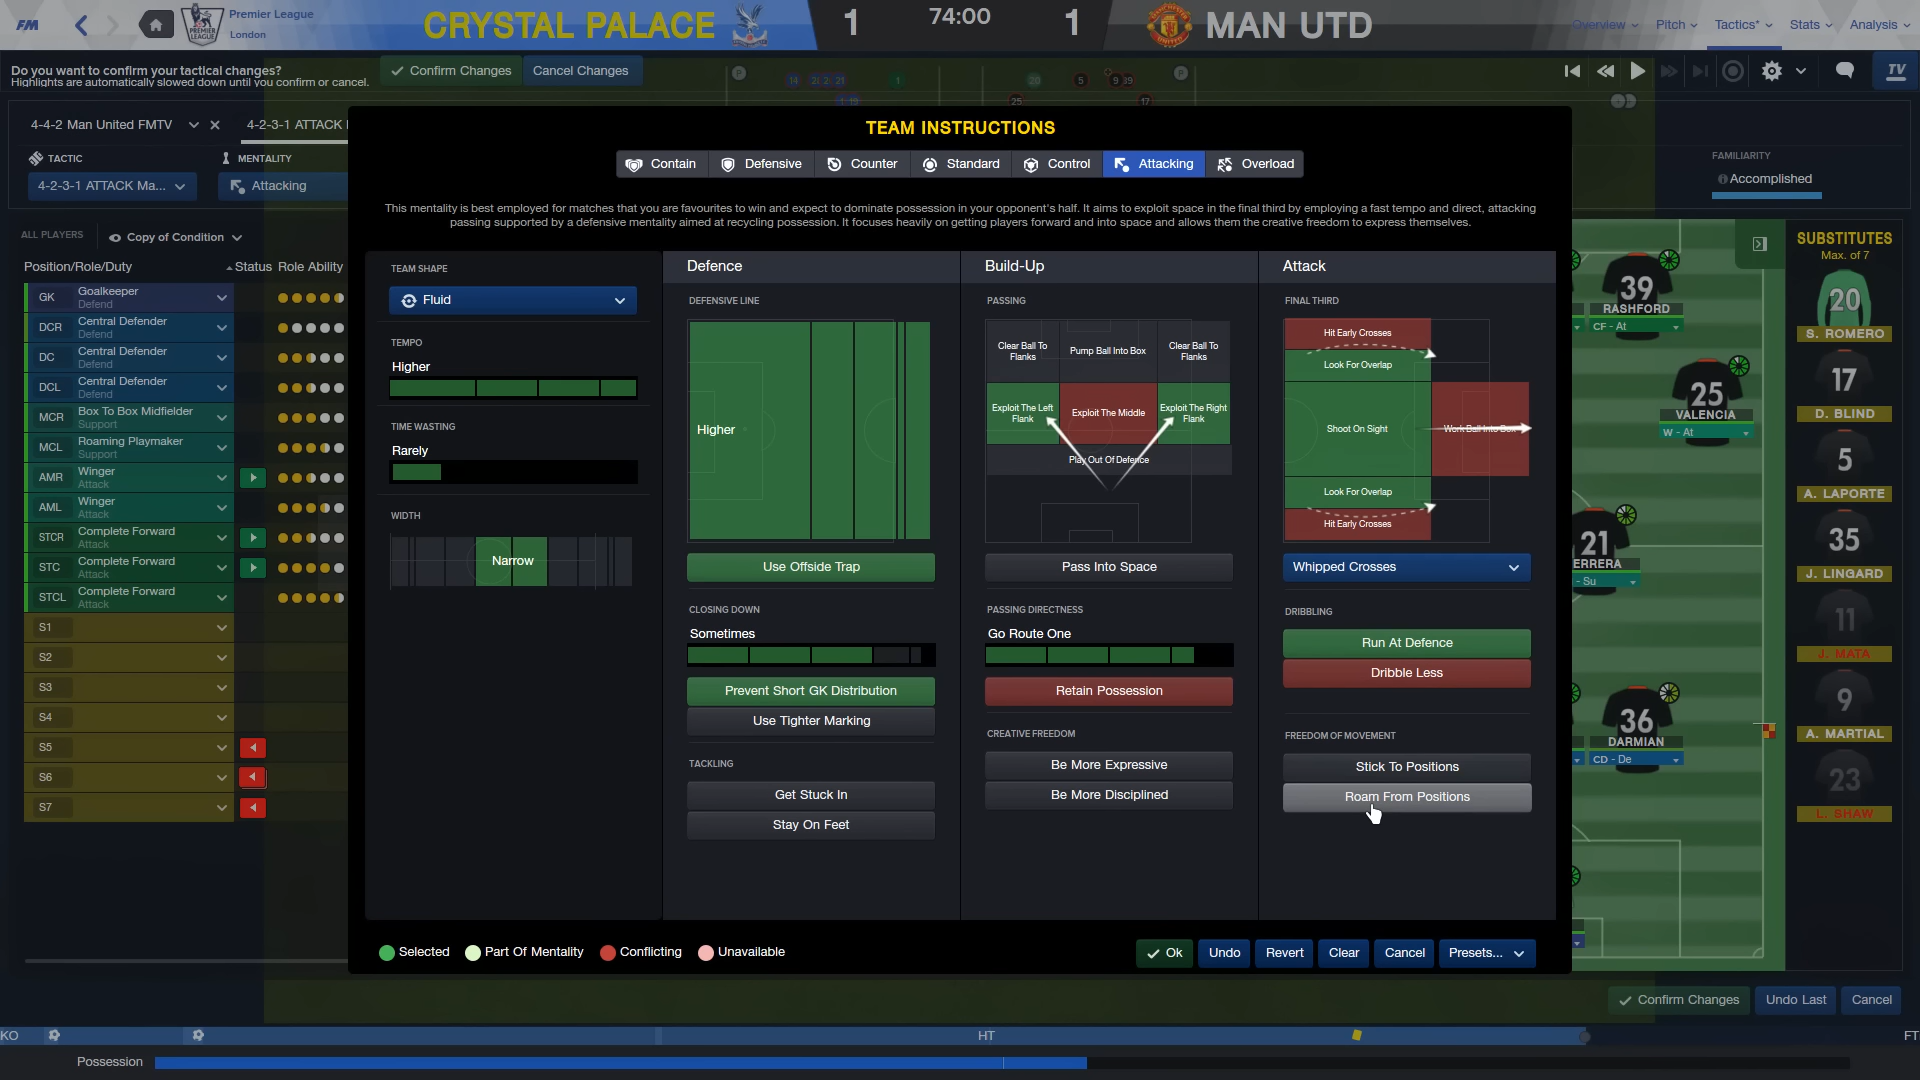 FM
Premier League
London
CRYSTAL PALACE
1
74:00
1
MAN UTD
Overview
Pitch
Tactics*
Stats
Analysis
Do you want to confirm your tactical changes?
Highlights are automatically slowed down until you confirm or cancel.
Confirm Changes
Cancel Changes
TV
4-4-2 Man United FMTV
4-2-3-1 ATTACK
TACTIC
MENTALITY
4-2-3-1 ATTACK Ma...
Attacking
FAMILIARITY
Accomplished
ALL PLAYERS
Copy of Condition
Position/Role/Duty
Status
Role Ability
GK
Goalkeeper
Defend
DCR
Central Defender
Defend
DC
Central Defender
Defend
DCL
Central Defender
Defend
MCR
Box To Box Midfielder
Support
MCL
Roaming Playmaker
Support
AMR
Winger
Attack
AML
Winger
Attack
STCR
Complete Forward
Attack
STC
Complete Forward
Attack
STCL
Complete Forward
Attack
S1
S2
S3
S4
S5
S6
S7
TEAM INSTRUCTIONS
Contain
Defensive
Counter
Standard
Control
Attacking
Overload
This mentality is best employed for matches that you are favourites to win and expect to dominate possession in your opponent's half. It aims to exploit space in the final third by employing a fast tempo and direct, attacking
passing supported by a defensive mentality aimed at recycling possession. It focuses heavily on getting players forward and into space and allows them the creative freedom to express themselves.
TEAM SHAPE
Fluid
TEMPO
Higher
TIME WASTING
Rarely
WIDTH
Narrow
Defence
DEFENSIVE LINE
Higher
Use Offside Trap
CLOSING DOWN
Sometimes
Prevent Short GK Distribution
Use Tighter Marking
TACKLING
Get Stuck In
Stay On Feet
Build-Up
PASSING
Clear Ball To
Flanks
Pump Ball Into Box
Clear Ball To
Flanks
Exploit The Left
Flank
Exploit The Middle
Exploit The Right
Flank
Play Out Of Defence
Pass Into Space
PASSING DIRECTNESS
Go Route One
Retain Possession
CREATIVE FREEDOM
Be More Expressive
Be More Disciplined
Attack
FINAL THIRD
Hit Early Crosses
Look For Overlap
Shoot On Sight
Work Ball Into Box
Look For Overlap
Hit Early Crosses
Whipped Crosses
DRIBBLING
Run At Defence
Dribble Less
FREEDOM OF MOVEMENT
Stick To Positions
Roam From Positions
Selected
Part Of Mentality
Conflicting
Unavailable
Ok
Undo
Revert
Clear
Cancel
Presets...
39
RASHFORD
CF - At
25
VALENCIA
W - At
21
ERRERA
- Su
36
DARMIAN
CD - De
SUBSTITUTES
Max. of 7
20
S. ROMERO
17
D. BLIND
5
A. LAPORTE
35
J. LINGARD
11
J. MATA
9
A. MARTIAL
23
L. SHAW
Confirm Changes
Undo Last
Cancel
KO
HT
FT
Possession